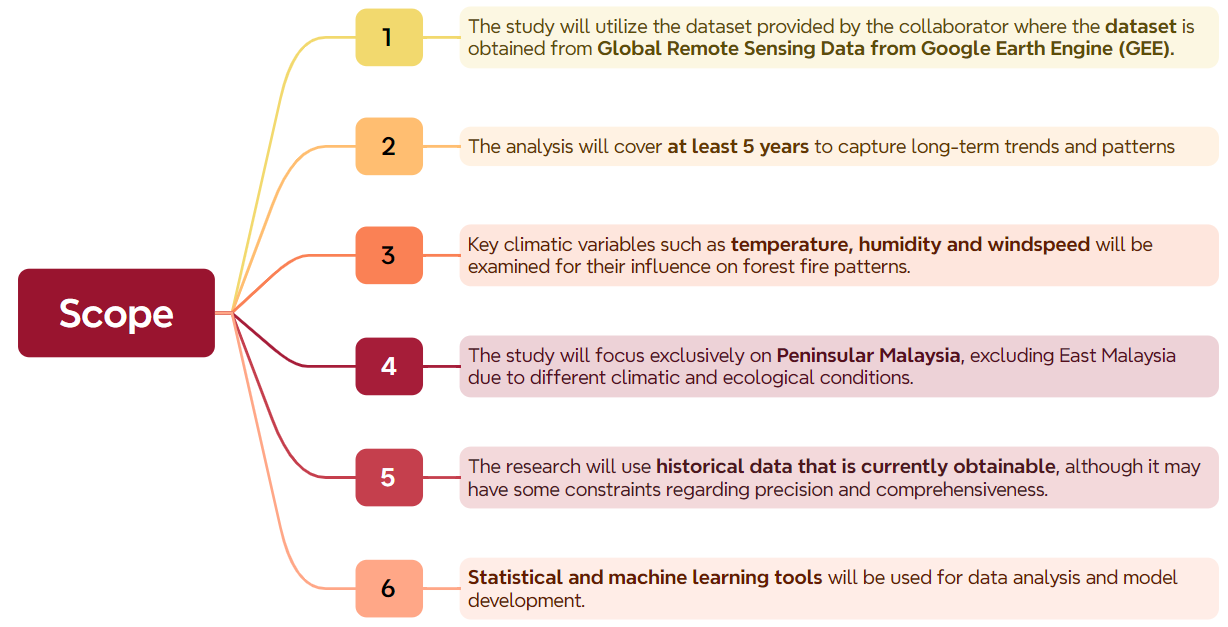 Scope
1
The study will utilize the dataset provided by the collaborator where the dataset is
obtained from Global Remote Sensing Data from Google Earth Engine (GEE).
2
The analysis will cover at least 5 years to capture long-term trends and patterns
3
Key climatic variables such as temperature, humidity and windspeed will be
examined for their influence on forest fire patterns.
4
The study will focus exclusively on Peninsular Malaysia, excluding East Malaysia
due to different climatic and ecological conditions.
5
The research will use historical data that is currently obtainable, although it may
have some constraints regarding precision and comprehensiveness.
6
Statistical and machine learning tools will be used for data analysis and model
development.